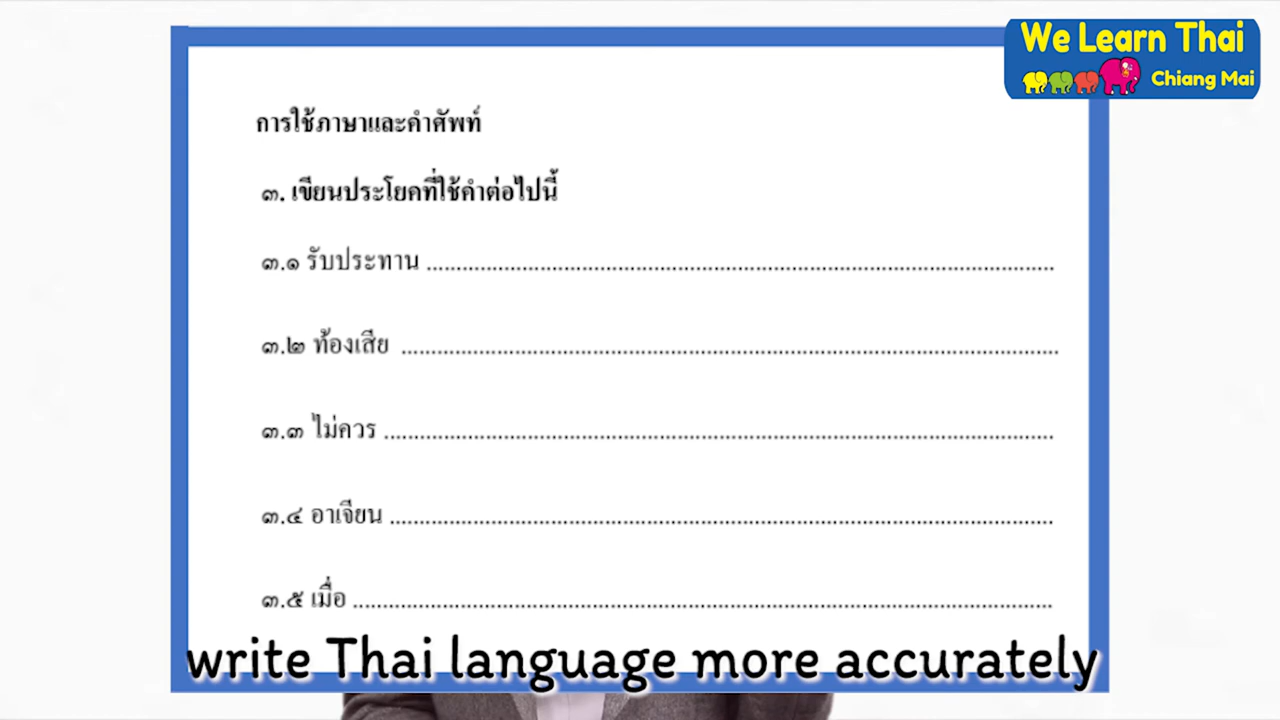 We Learn Thai
Chiang Mai
การใช้ภาษาและคำศัพท์
๓. เขียนประโยคที่ใช้คำต่อไปนี้
๓.๑ รับประทาน ........................................................................................................
๓.๒ ท้องเสีย ..............................................................................................................
๓.๓ ไม่ควร ................................................................................................................
๓.๔ อาเจียน ...............................................................................................................
๓.๕ เมื่อ .....................................................................................................................
write Thai language more accurately